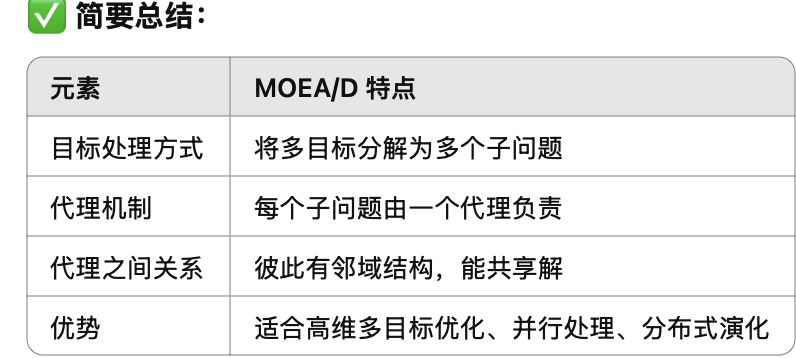 ✅ 简要总结：
元素 MOEA/D 特点
目标处理方式 将多目标分解为多个子问题
代理机制 每个子问题由一个代理负责
代理之间关系 彼此有邻域结构，能共享解
优势 适合高维多目标优化、并行处理、分布式演化